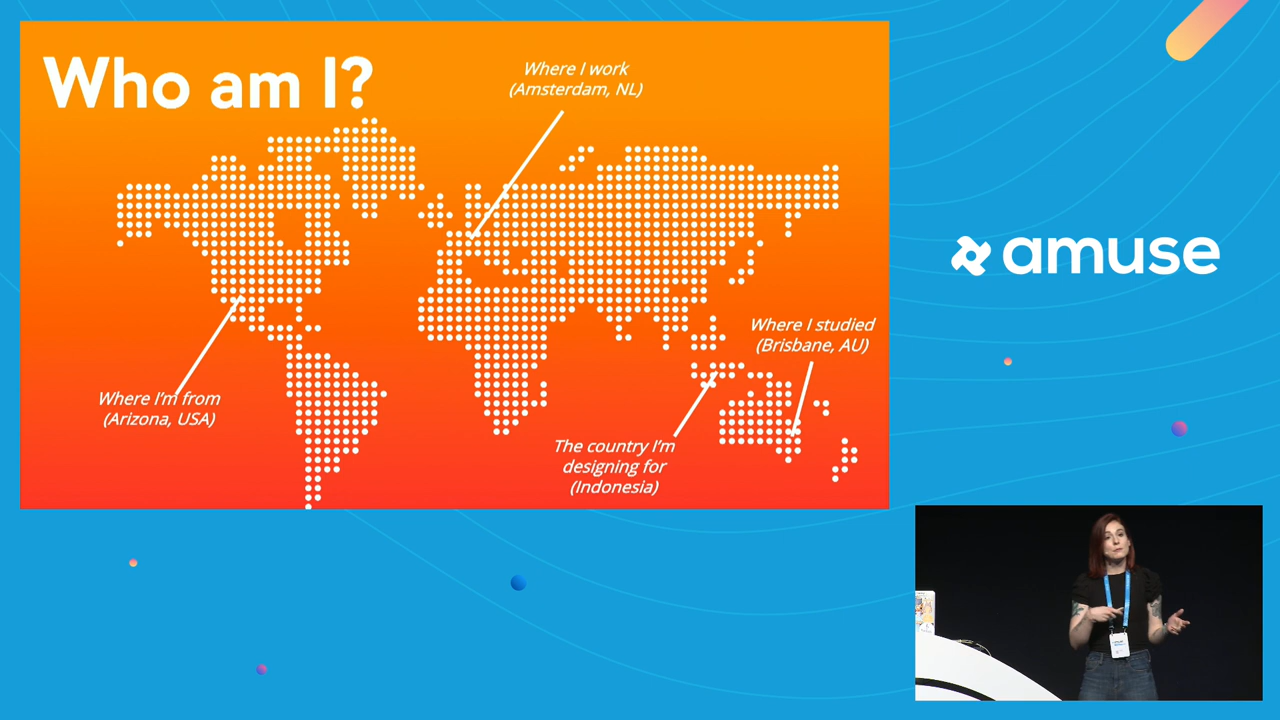 Who am I?
Where I work
(Amsterdam, NL)
Where I studied
(Brisbane, AU)
Where I'm from
(Arizona, USA)
The country I'm
designing for
(Indonesia)
amuse